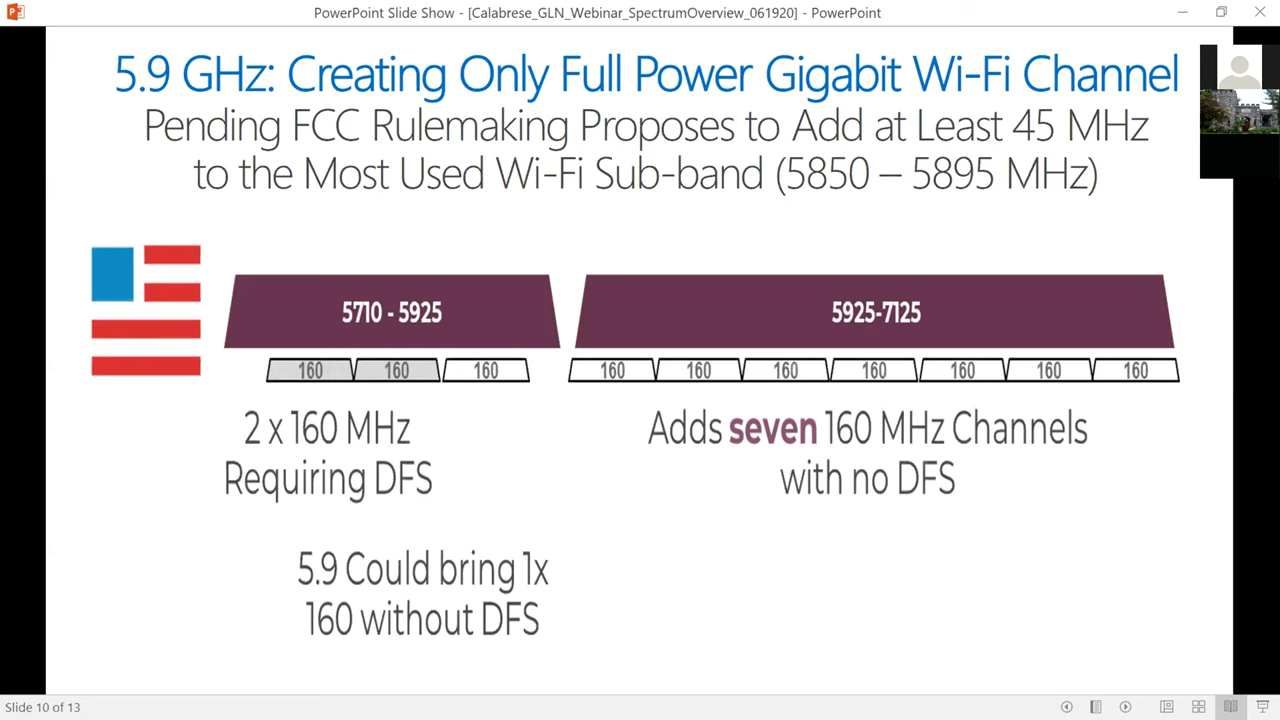 PowerPoint Slide Show - [Calabrese_GLN_Webinar_SpectrumOverview_061920] - PowerPoint
5.9 GHz: Creating Only Full Power Gigabit Wi-Fi Channel
Pending FCC Rulemaking Proposes to Add at Least 45 MHz
to the Most Used Wi-Fi Sub-band (5850 – 5895 MHz)
5710 - 5925
5925-7125
160 160 160 160 160 160 160 160 160 160
2 x 160 MHz
Requiring DFS
Adds seven 160 MHz Channels
with no DFS
5.9 Could bring 1x
160 without DFS
Slide 10 of 13